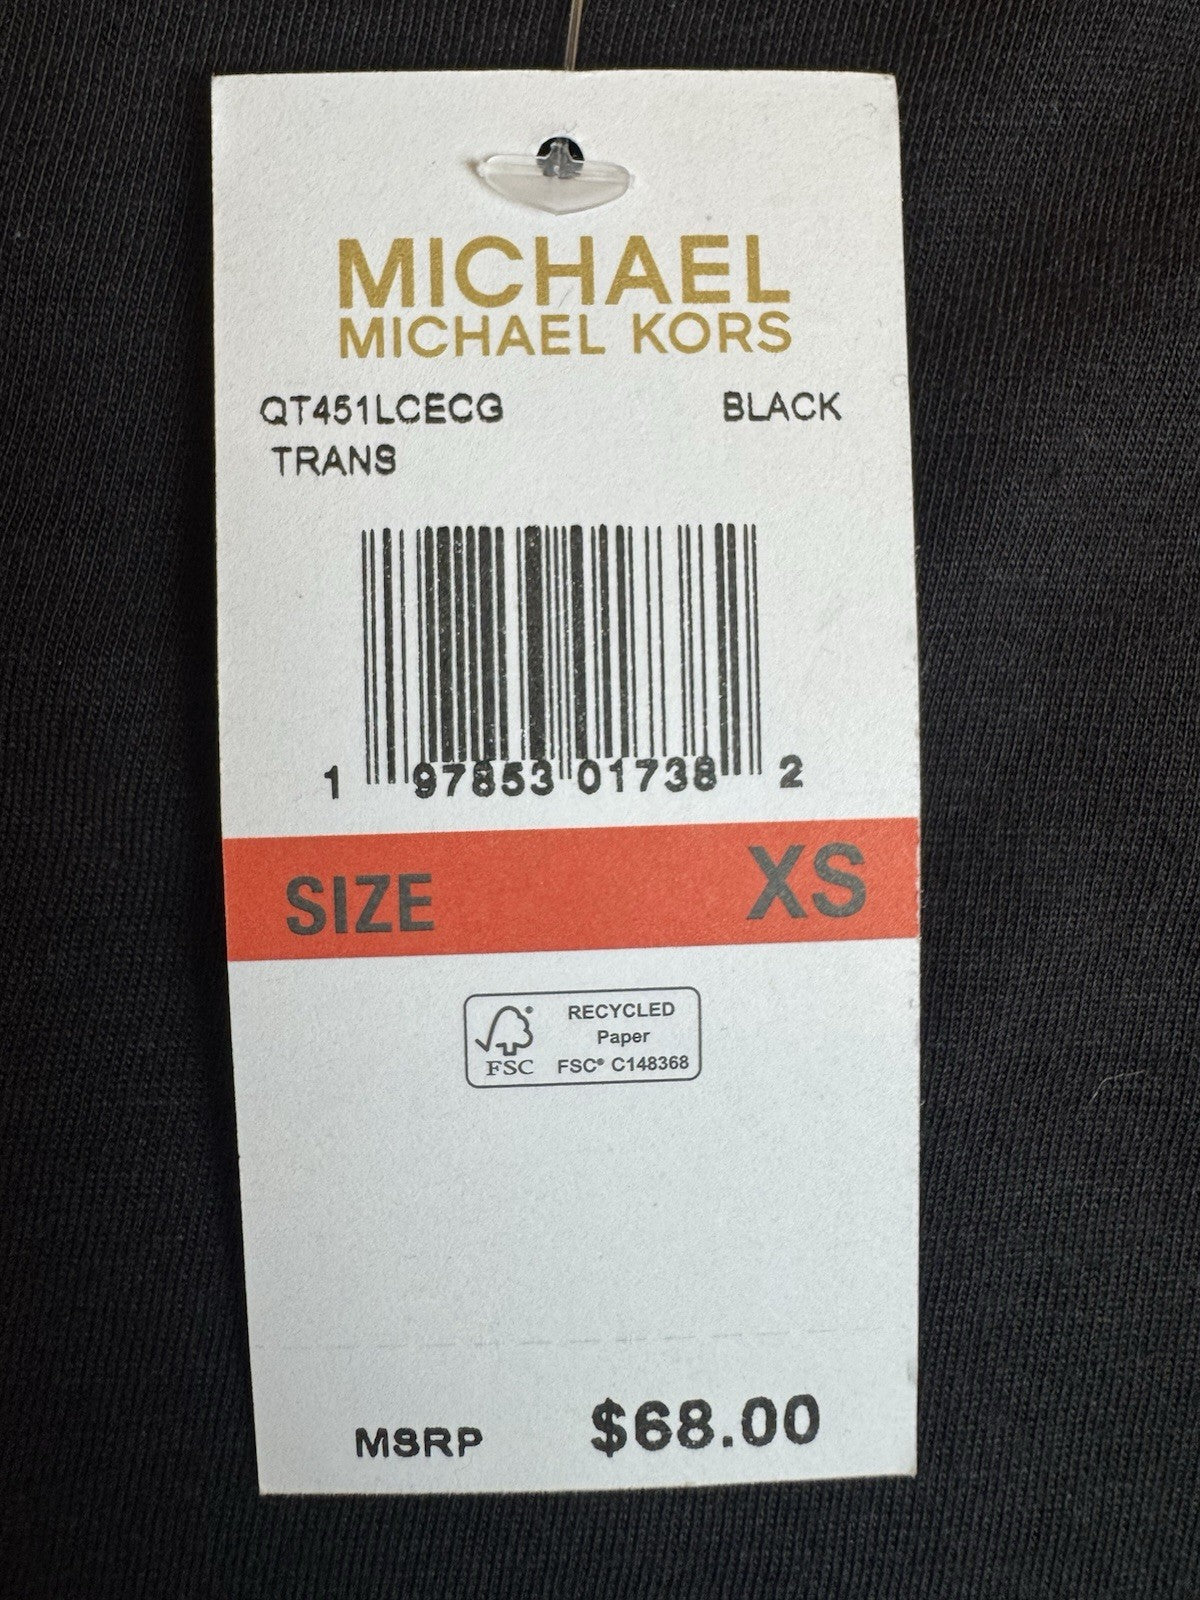 MICHAEL
MICHAEL KORS
QT451LCECG BLACK
TRANS
1 97853 01738 2
SIZE XS
RECYCLED
Paper
FSC FSC® C148368
MSRP $68.00